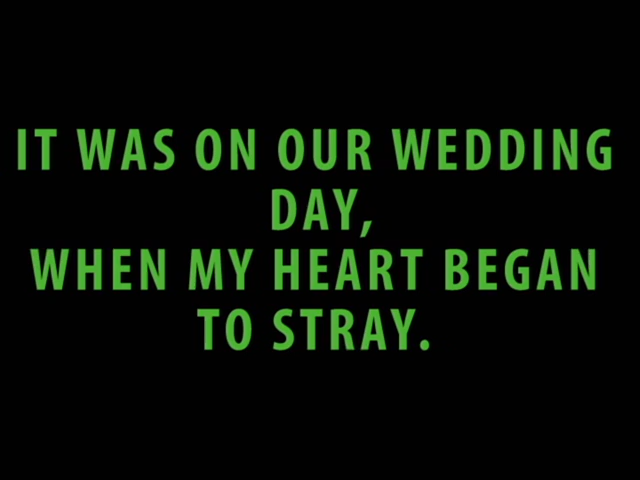 IT WAS ON OUR WEDDING
DAY,
WHEN MY HEART BEGAN
TO STRAY.